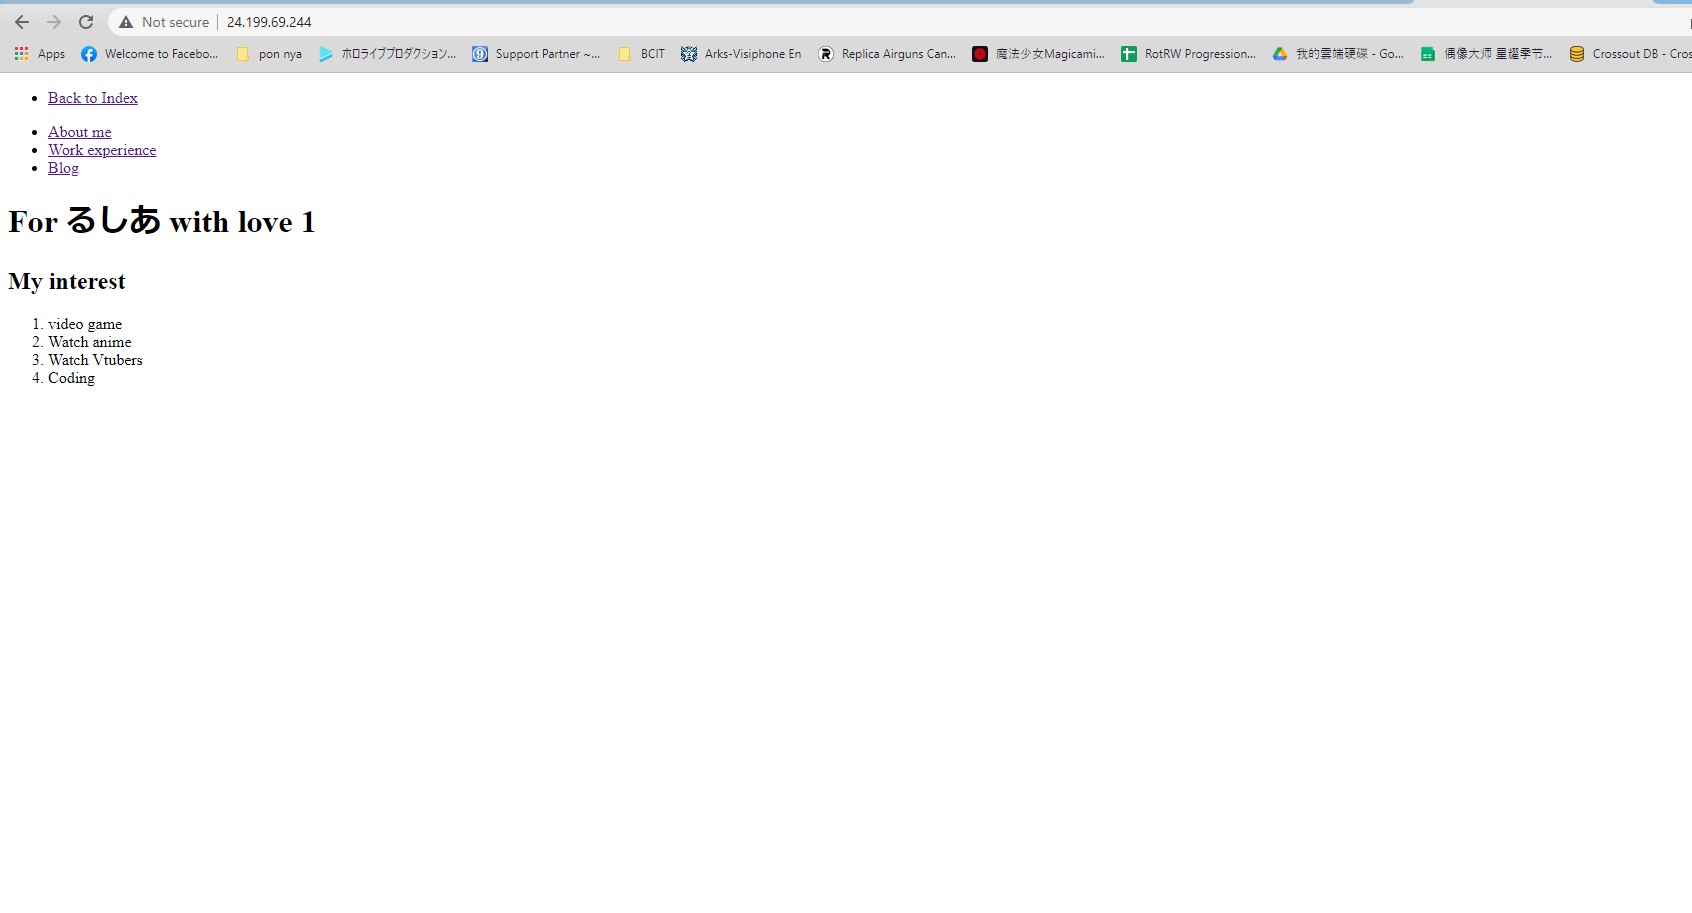 Not secure 24.199.69.244
Apps Welcome to Facebo... pon nya ホロライブプロダクション... Support Partner ~... BCIT Arks-Visiphone En Replica Airguns Can... 魔法少女Magicami... RotRW Progression... 我的雲端硬碟 - Go... 偶像大师 星耀季节... Crossout DB - Cros
Back to Index
About me
Work experience
Blog
For るしあ with love 1
My interest
1. video game
2. Watch anime
3. Watch Vtubers
4. Coding